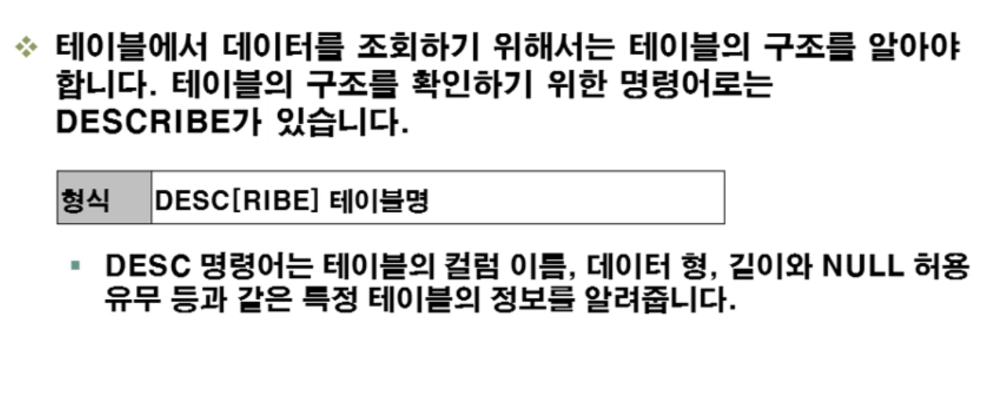 테이블에서 데이터를 조회하기 위해서는 테이블의 구조를 알아야
합니다. 테이블의 구조를 확인하기 위한 명령어로는
DESCRIBE가 있습니다.
형식 DESC[RIBE] 테이블명
DESC 명령어는 테이블의 컬럼 이름, 데이터 형, 길이와 NULL 허용
유무 등과 같은 특정 테이블의 정보를 알려줍니다.